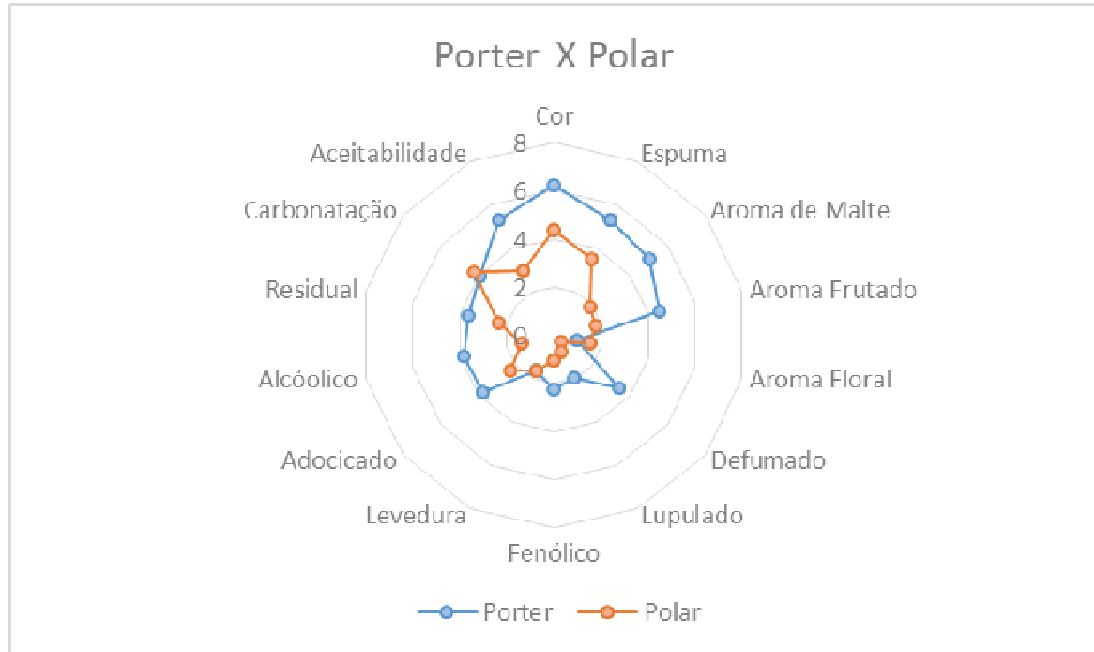 Porter X Polar
Cor
Espuma
Aroma de Malte
Aroma Frutado
Aroma Floral
Defumado
Lupulado
Fenólico
Levedura
Adocicado
Alcóolico
Residual
Carbonatação
Aceitabilidade
8
6
4
2
0
Porter Polar